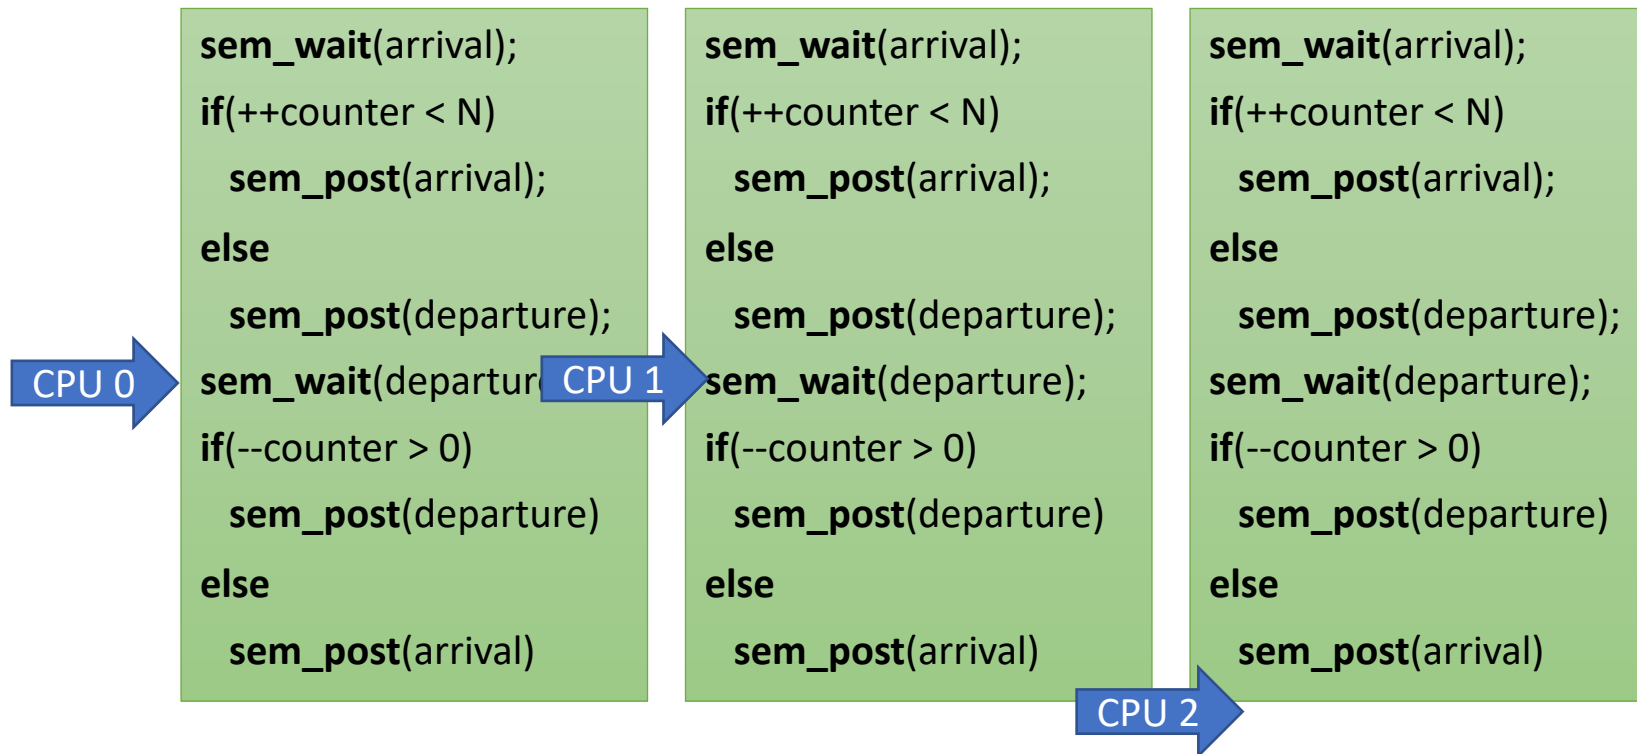 sem_wait(arrival);
if(++counter < N)
sem_post(arrival);
else
sem_post(departure);
sem_wait(departur
if(--counter > 0)
sem_post(departure)
else
sem_post(arrival)
CPU 0
sem_wait(arrival);
if(++counter < N)
sem_post(arrival);
else
sem_post(departure);
sem_wait(departure);
if(--counter > 0)
sem_post(departure)
else
sem_post(arrival)
CPU 1
sem_wait(arrival);
if(++counter < N)
sem_post(arrival);
else
sem_post(departure);
sem_wait(departure);
if(--counter > 0)
sem_post(departure)
else
sem_post(arrival)
CPU 2